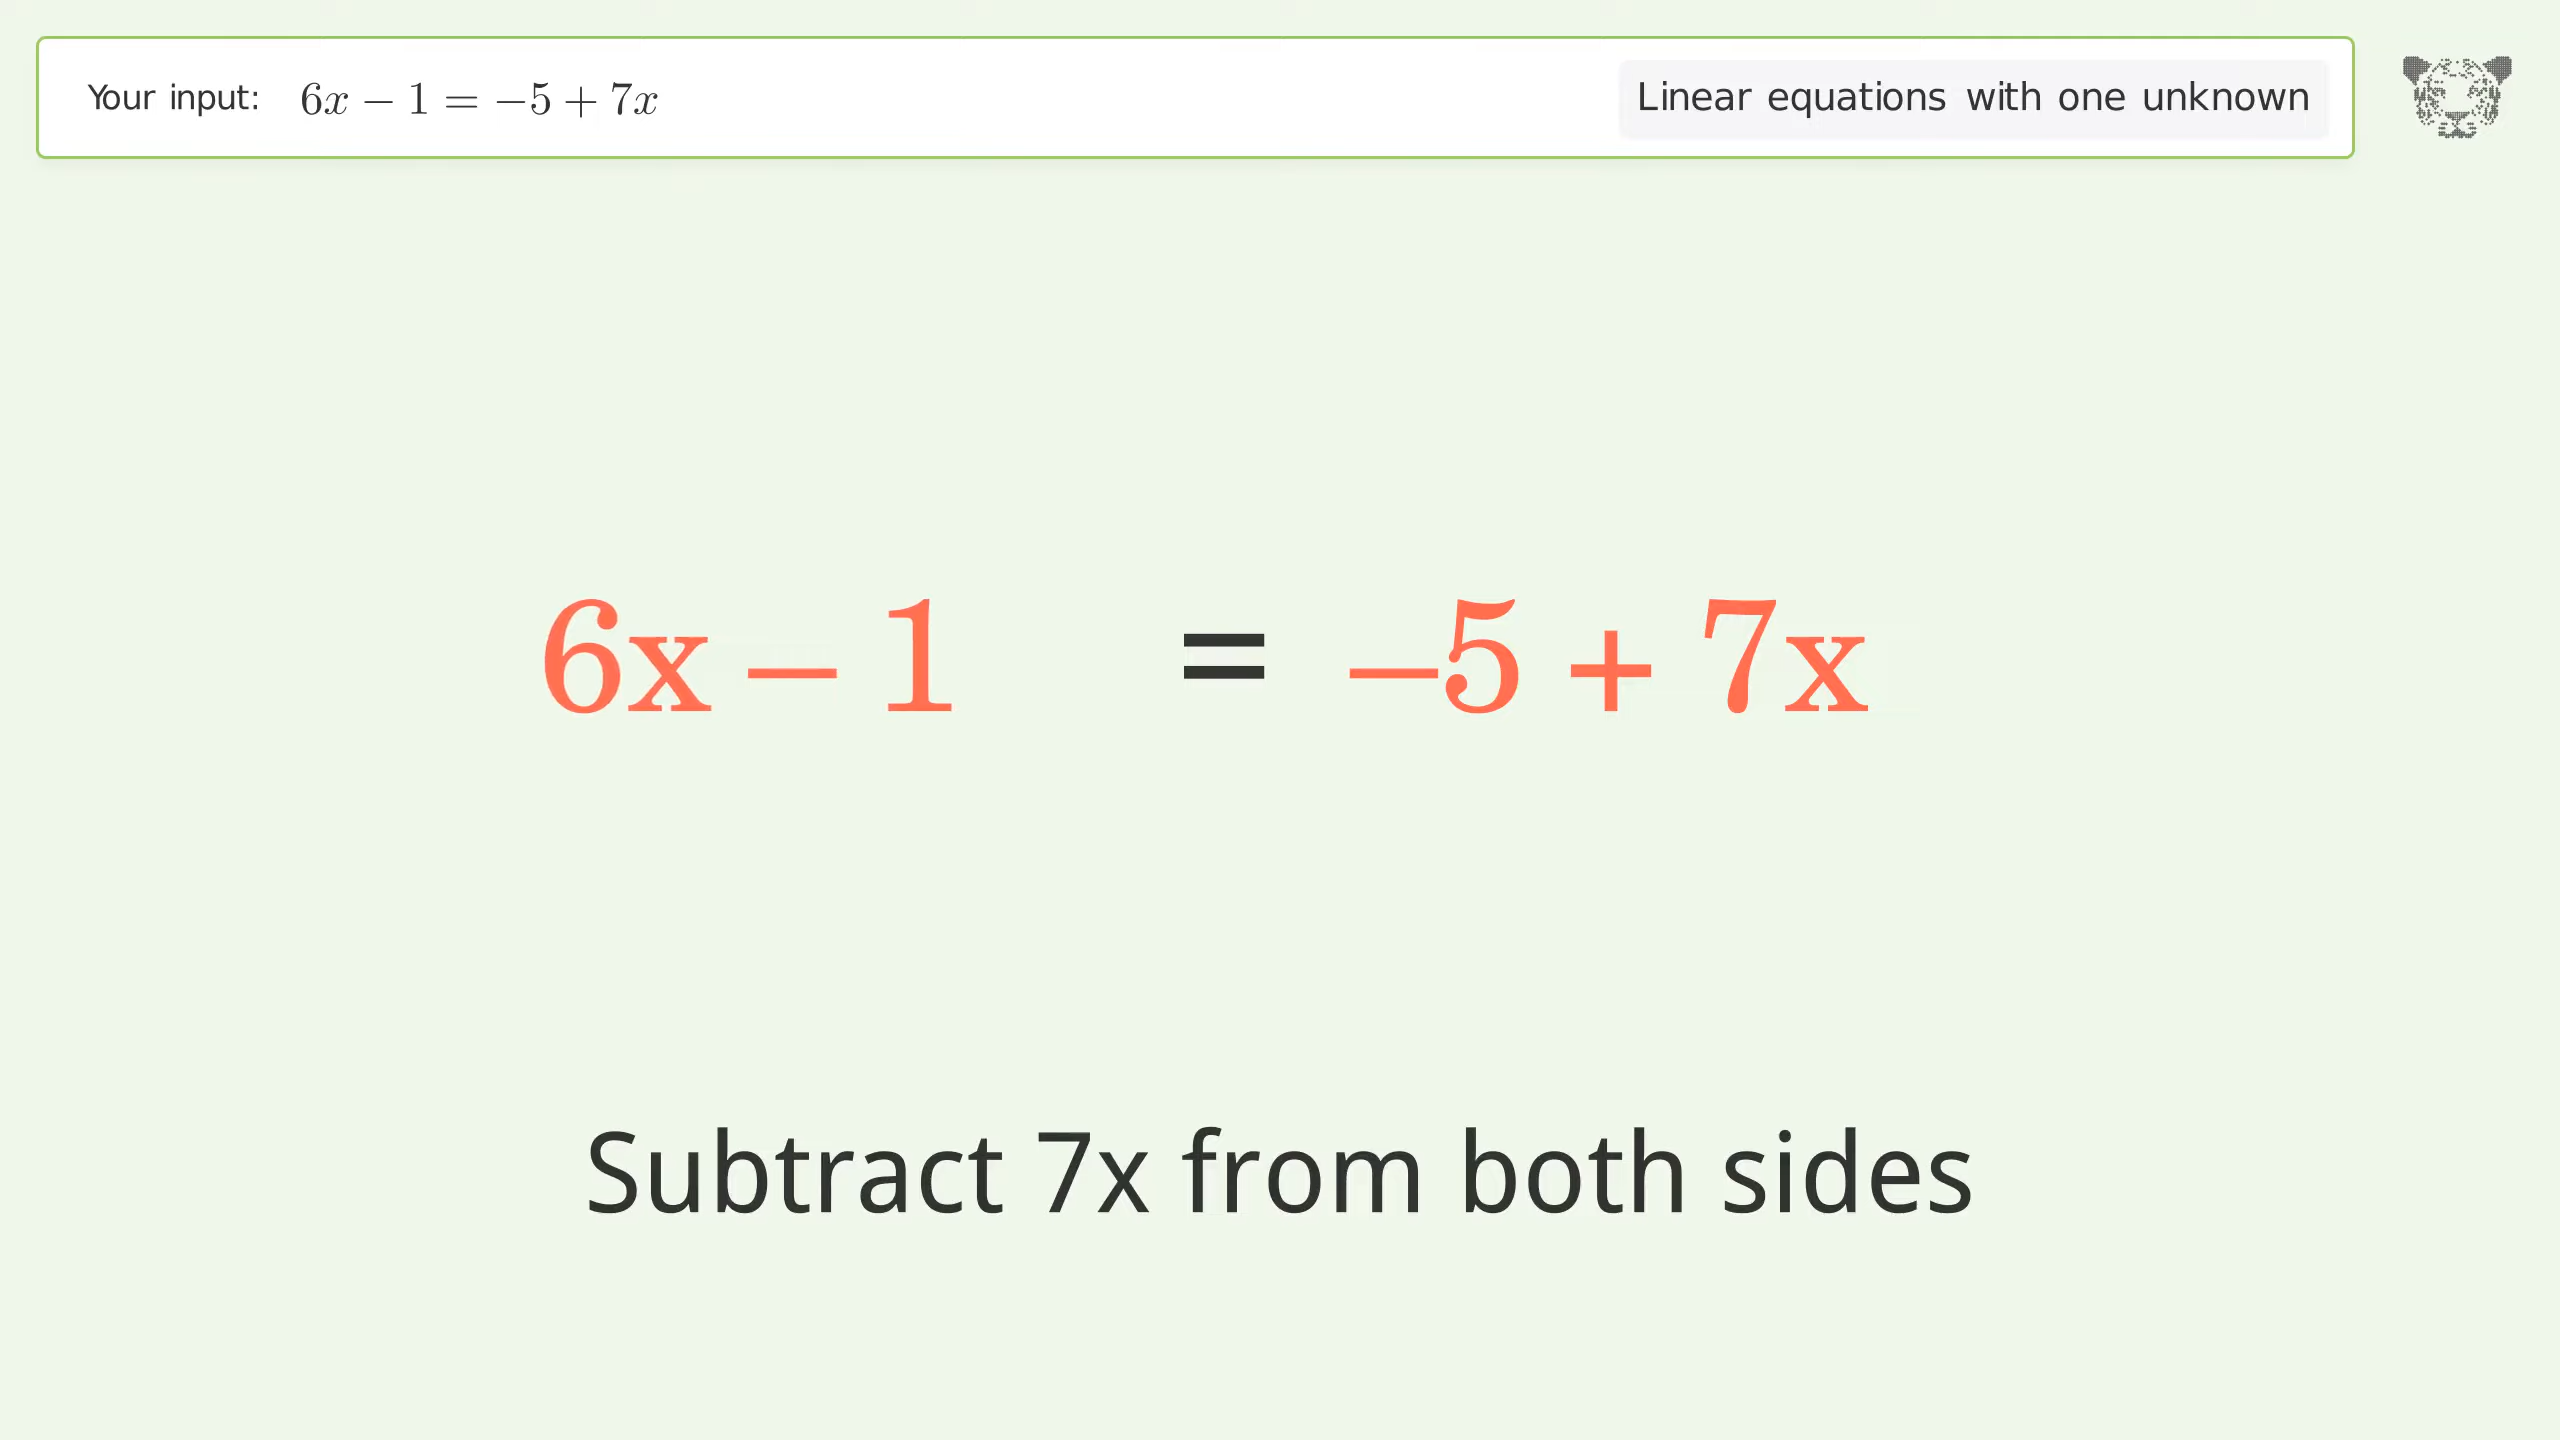 Your input: 6x − 1 = −5 + 7x
Linear equations with one unknown
6x − 1 = −5 + 7x
Subtract 7x from both sides